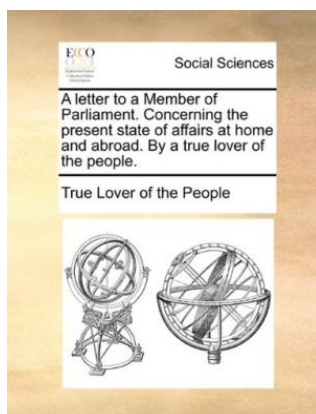 ECCO
Social Sciences
A letter to a Member of
Parliament. Concerning the
present state of affairs at home
and abroad. By a true lover of
the people.
True Lover of the People